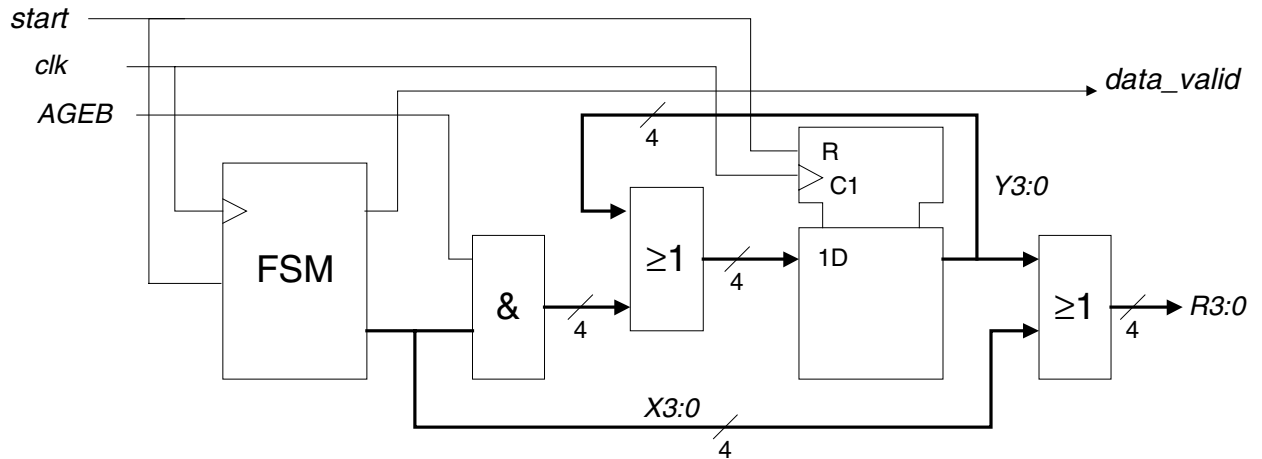 start
clk
AGEB
data_valid
4
R
C1
Y3:0
FSM
&
4
≥1
4
1D
≥1
4
R3:0
X3:0
4